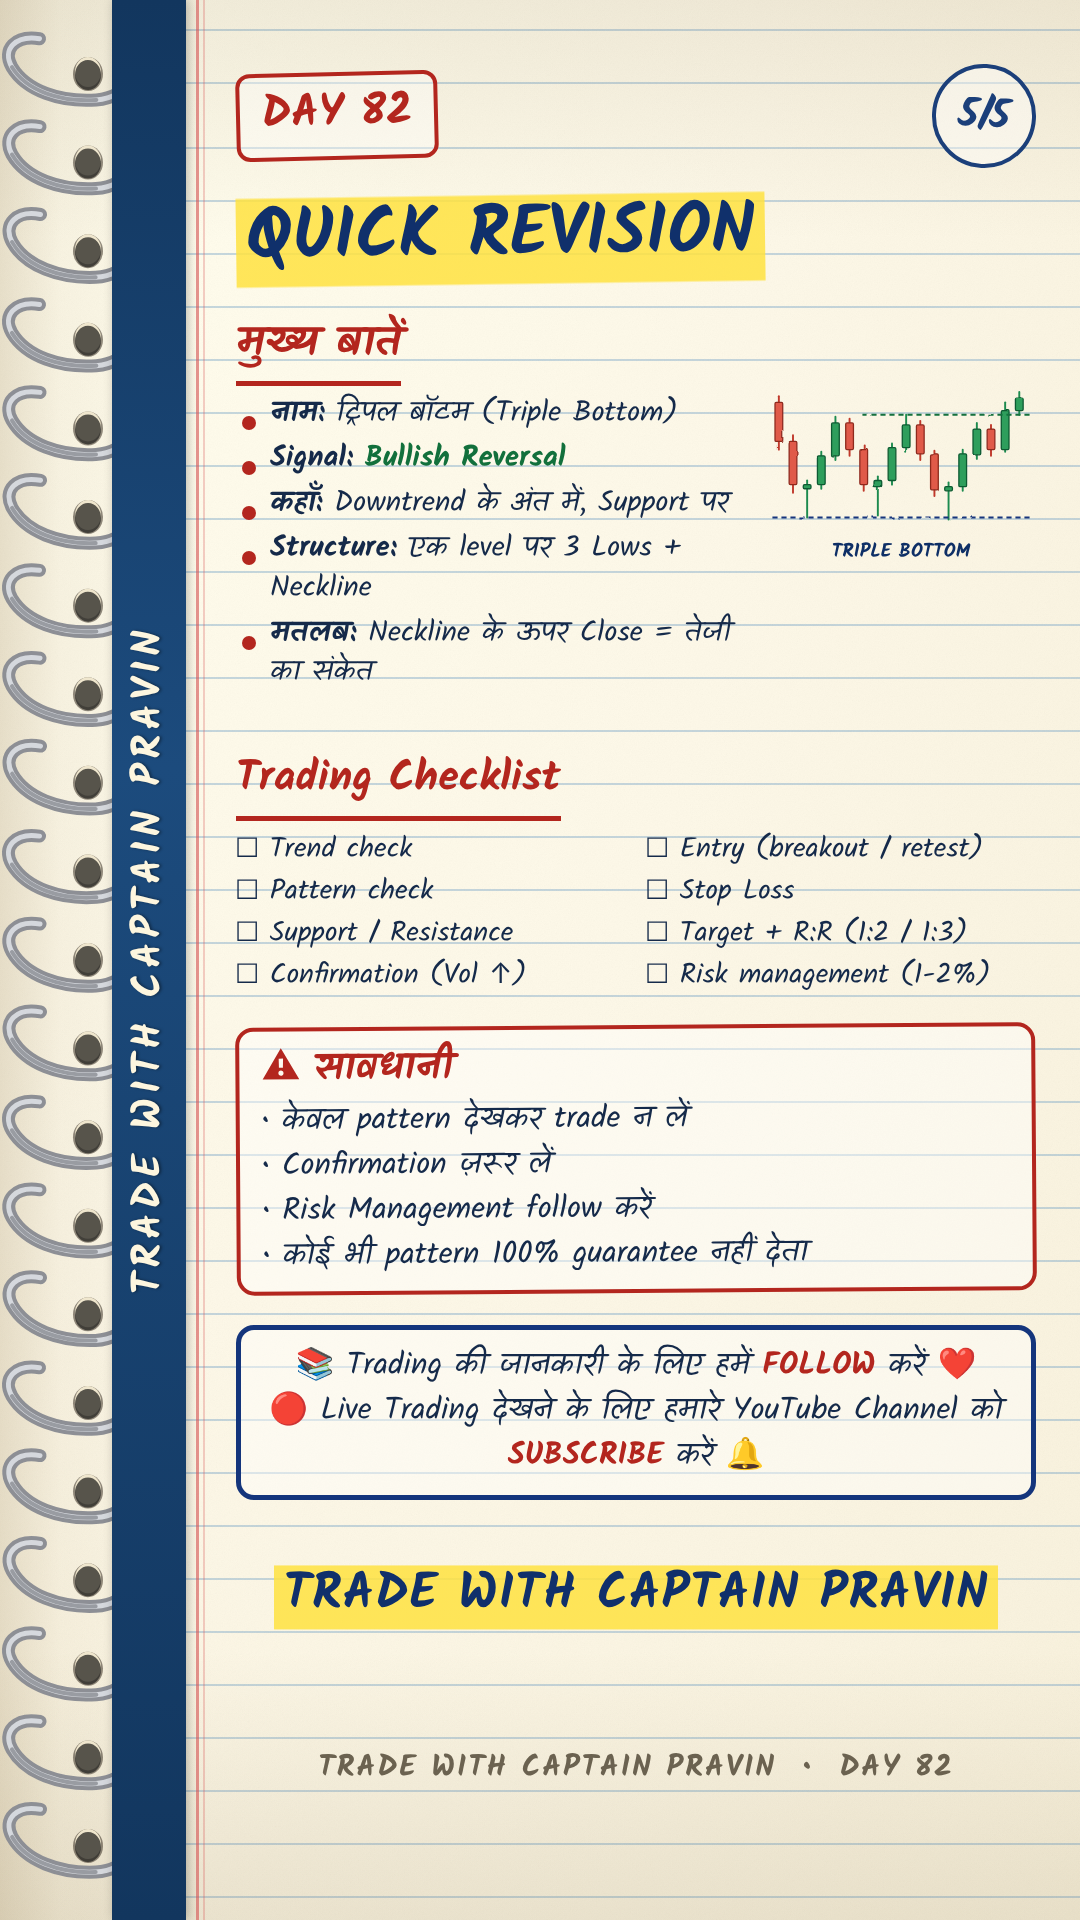 DAY 82
5/5
QUICK REVISION
मुख्य बातें
• नाम: ट्रिपल बॉटम (Triple Bottom)
• Signal: Bullish Reversal
• कहाँ: Downtrend के अंत में, Support पर
• Structure: एक level पर 3 Lows +
Neckline
• मतलब: Neckline के ऊपर Close = तेजी
का संकेत
TRIPLE BOTTOM
Trading Checklist
☐ Trend check
☐ Pattern check
☐ Support / Resistance
☐ Confirmation (Vol ↑)
☐ Entry (breakout / retest)
☐ Stop Loss
☐ Target + R:R (1:2 / 1:3)
☐ Risk management (1-2%)
⚠ सावधानी
· केवल pattern देखकर trade न लें
· Confirmation ज़रूर लें
· Risk Management follow करें
· कोई भी pattern 100% guarantee नहीं देता
📚 Trading की जानकारी के लिए हमें FOLLOW करें ❤️
🔴 Live Trading देखने के लिए हमारे YouTube Channel को
SUBSCRIBE करें 🔔
TRADE WITH CAPTAIN PRAVIN
TRADE WITH CAPTAIN PRAVIN · DAY 82
TRADE WITH CAPTAIN PRAVIN